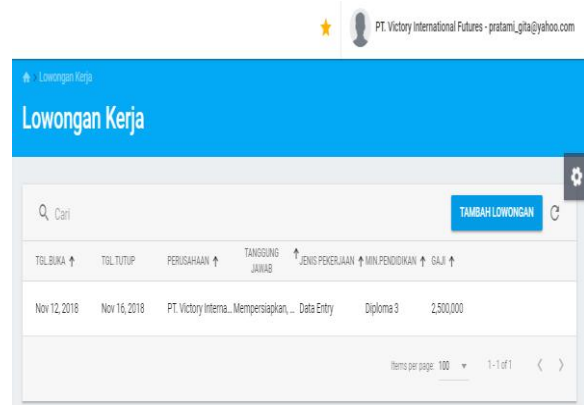 PT. Victory International Futures - pratami_gita@yahoo.com
Lowongan Kerja
Lowongan Kerja
Cari
TAMBAH LOWONGAN
TGL.BUKA TGL.TUTUP PERUSAHAAN TANGGUNG JAWAB JENIS PEKERJAAN MIN.PENDIDIKAN GAJI
Nov 12, 2018 Nov 16, 2018 PT. Victory Interna... Mempersiapkan, ... Data Entry Diploma 3 2,500,000
Items per page: 100 1 - 1 of 1